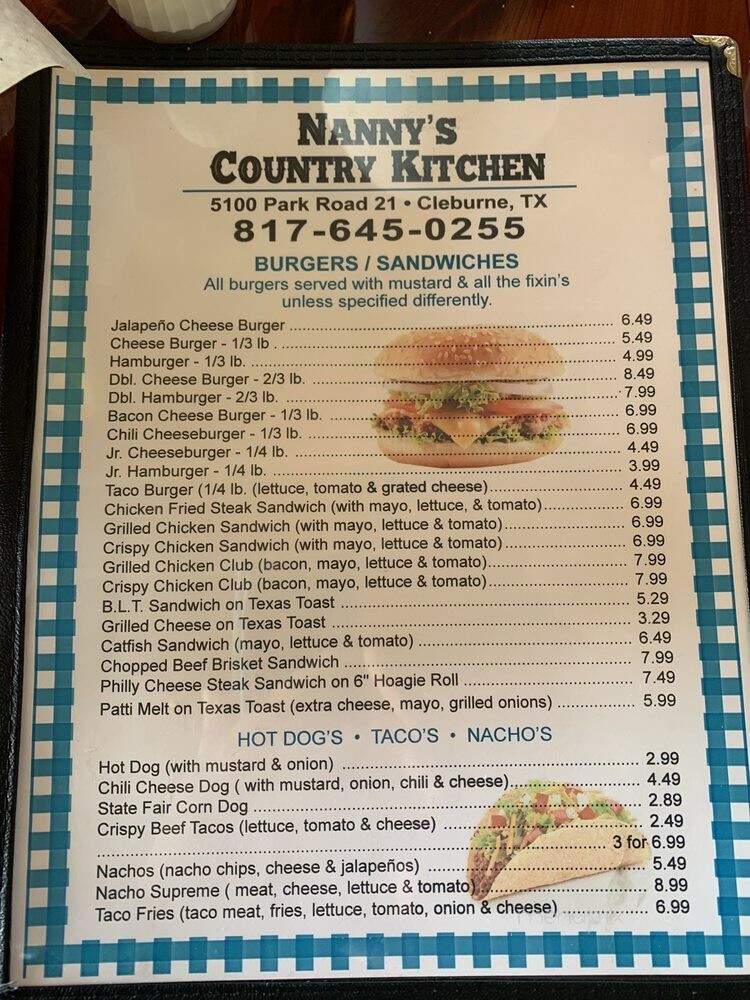 NANNY'S
COUNTRY KITCHEN
5100 Park Road 21 • Cleburne, TX
817-645-0255
BURGERS / SANDWICHES
All burgers served with mustard & all the fixin's
unless specified differently.
Jalapeño Cheese Burger 6.49
Cheese Burger - 1/3 lb . 5.49
Hamburger - 1/3 lb. 4.99
Dbl. Cheese Burger - 2/3 lb. 8.49
Dbl. Hamburger - 2/3 lb. 7.99
Bacon Cheese Burger - 1/3 lb. 6.99
Chili Cheeseburger - 1/3 lb. 6.99
Jr. Cheeseburger - 1/4 lb. 4.49
Jr. Hamburger - 1/4 lb. 3.99
Taco Burger (1/4 lb. (lettuce, tomato & grated cheese) 4.49
Chicken Fried Steak Sandwich (with mayo, lettuce, & tomato) 6.99
Grilled Chicken Sandwich (with mayo, lettuce & tomato) 6.99
Crispy Chicken Sandwich (with mayo, lettuce & tomato) 6.99
Grilled Chicken Club (bacon, mayo, lettuce & tomato) 7.99
Crispy Chicken Club (bacon, mayo, lettuce & tomato) 7.99
B.L.T. Sandwich on Texas Toast 5.29
Grilled Cheese on Texas Toast 3.29
Catfish Sandwich (mayo, lettuce & tomato) 6.49
Chopped Beef Brisket Sandwich 7.99
Philly Cheese Steak Sandwich on 6" Hoagie Roll 7.49
Patti Melt on Texas Toast (extra cheese, mayo, grilled onions) 5.99
HOT DOG'S • TACO'S • NACHO'S
Hot Dog (with mustard & onion) 2.99
Chili Cheese Dog ( with mustard, onion, chili & cheese) 4.49
State Fair Corn Dog 2.89
Crispy Beef Tacos (lettuce, tomato & cheese) 2.49
3 for 6.99
Nachos (nacho chips, cheese & jalapeños) 5.49
Nacho Supreme ( meat, cheese, lettuce & tomato) 8.99
Taco Fries (taco meat, fries, lettuce, tomato, onion & cheese) 6.99